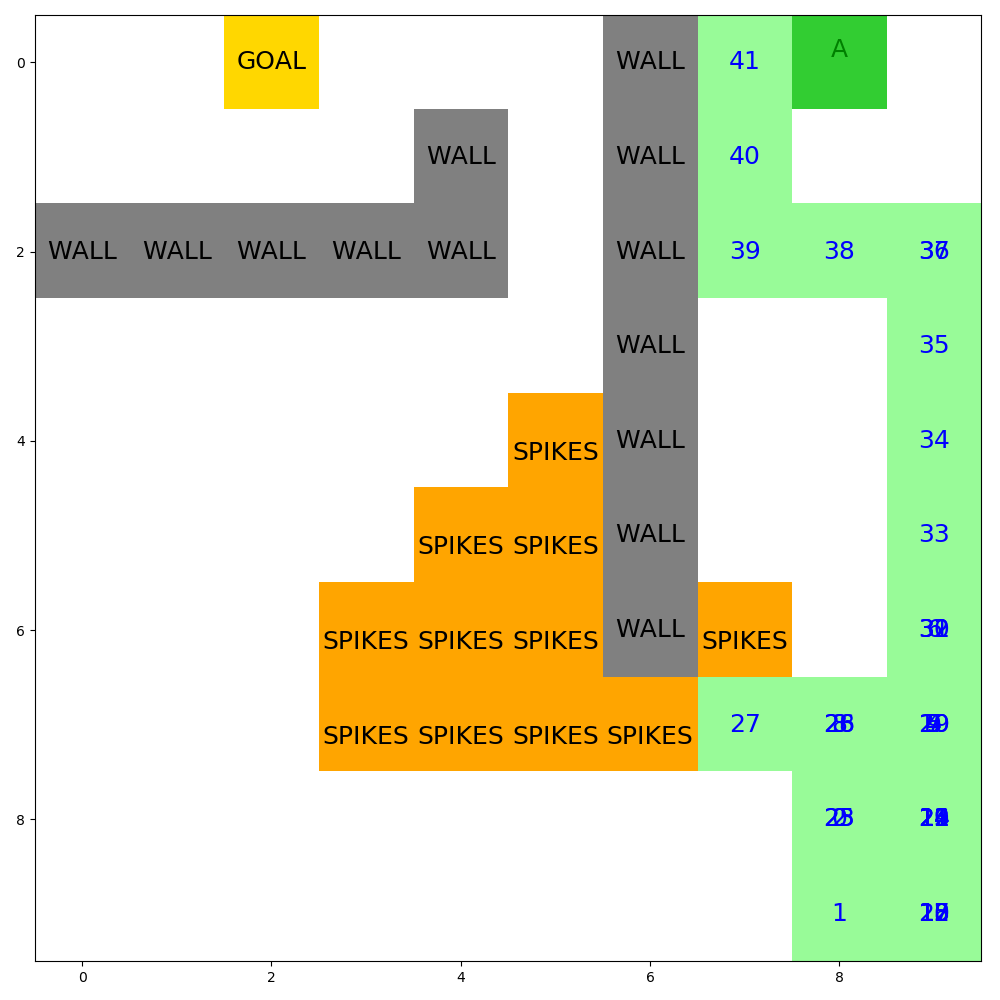 0 GOAL WALL 41 A
WALL WALL 40
2 WALL WALL WALL WALL WALL WALL 39 38
WALL 35
4 SPIKES WALL 34
SPIKES SPIKES WALL 33
6 SPIKES SPIKES SPIKES WALL SPIKES
SPIKES SPIKES SPIKES SPIKES 27
8
1
0 2 4 6 8